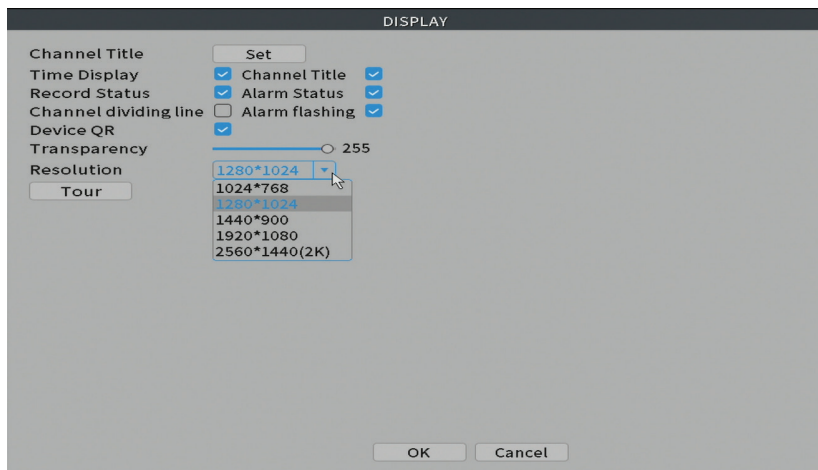 DISPLAY
Channel Title Set
Time Display Channel Title
Record Status Alarm Status
Channel dividing line Alarm flashing
Device QR
Transparency 255
Resolution 1280*1024
Tour 1024*768
1280*1024
1440*900
1920*1080
2560*1440(2K)
OK Cancel